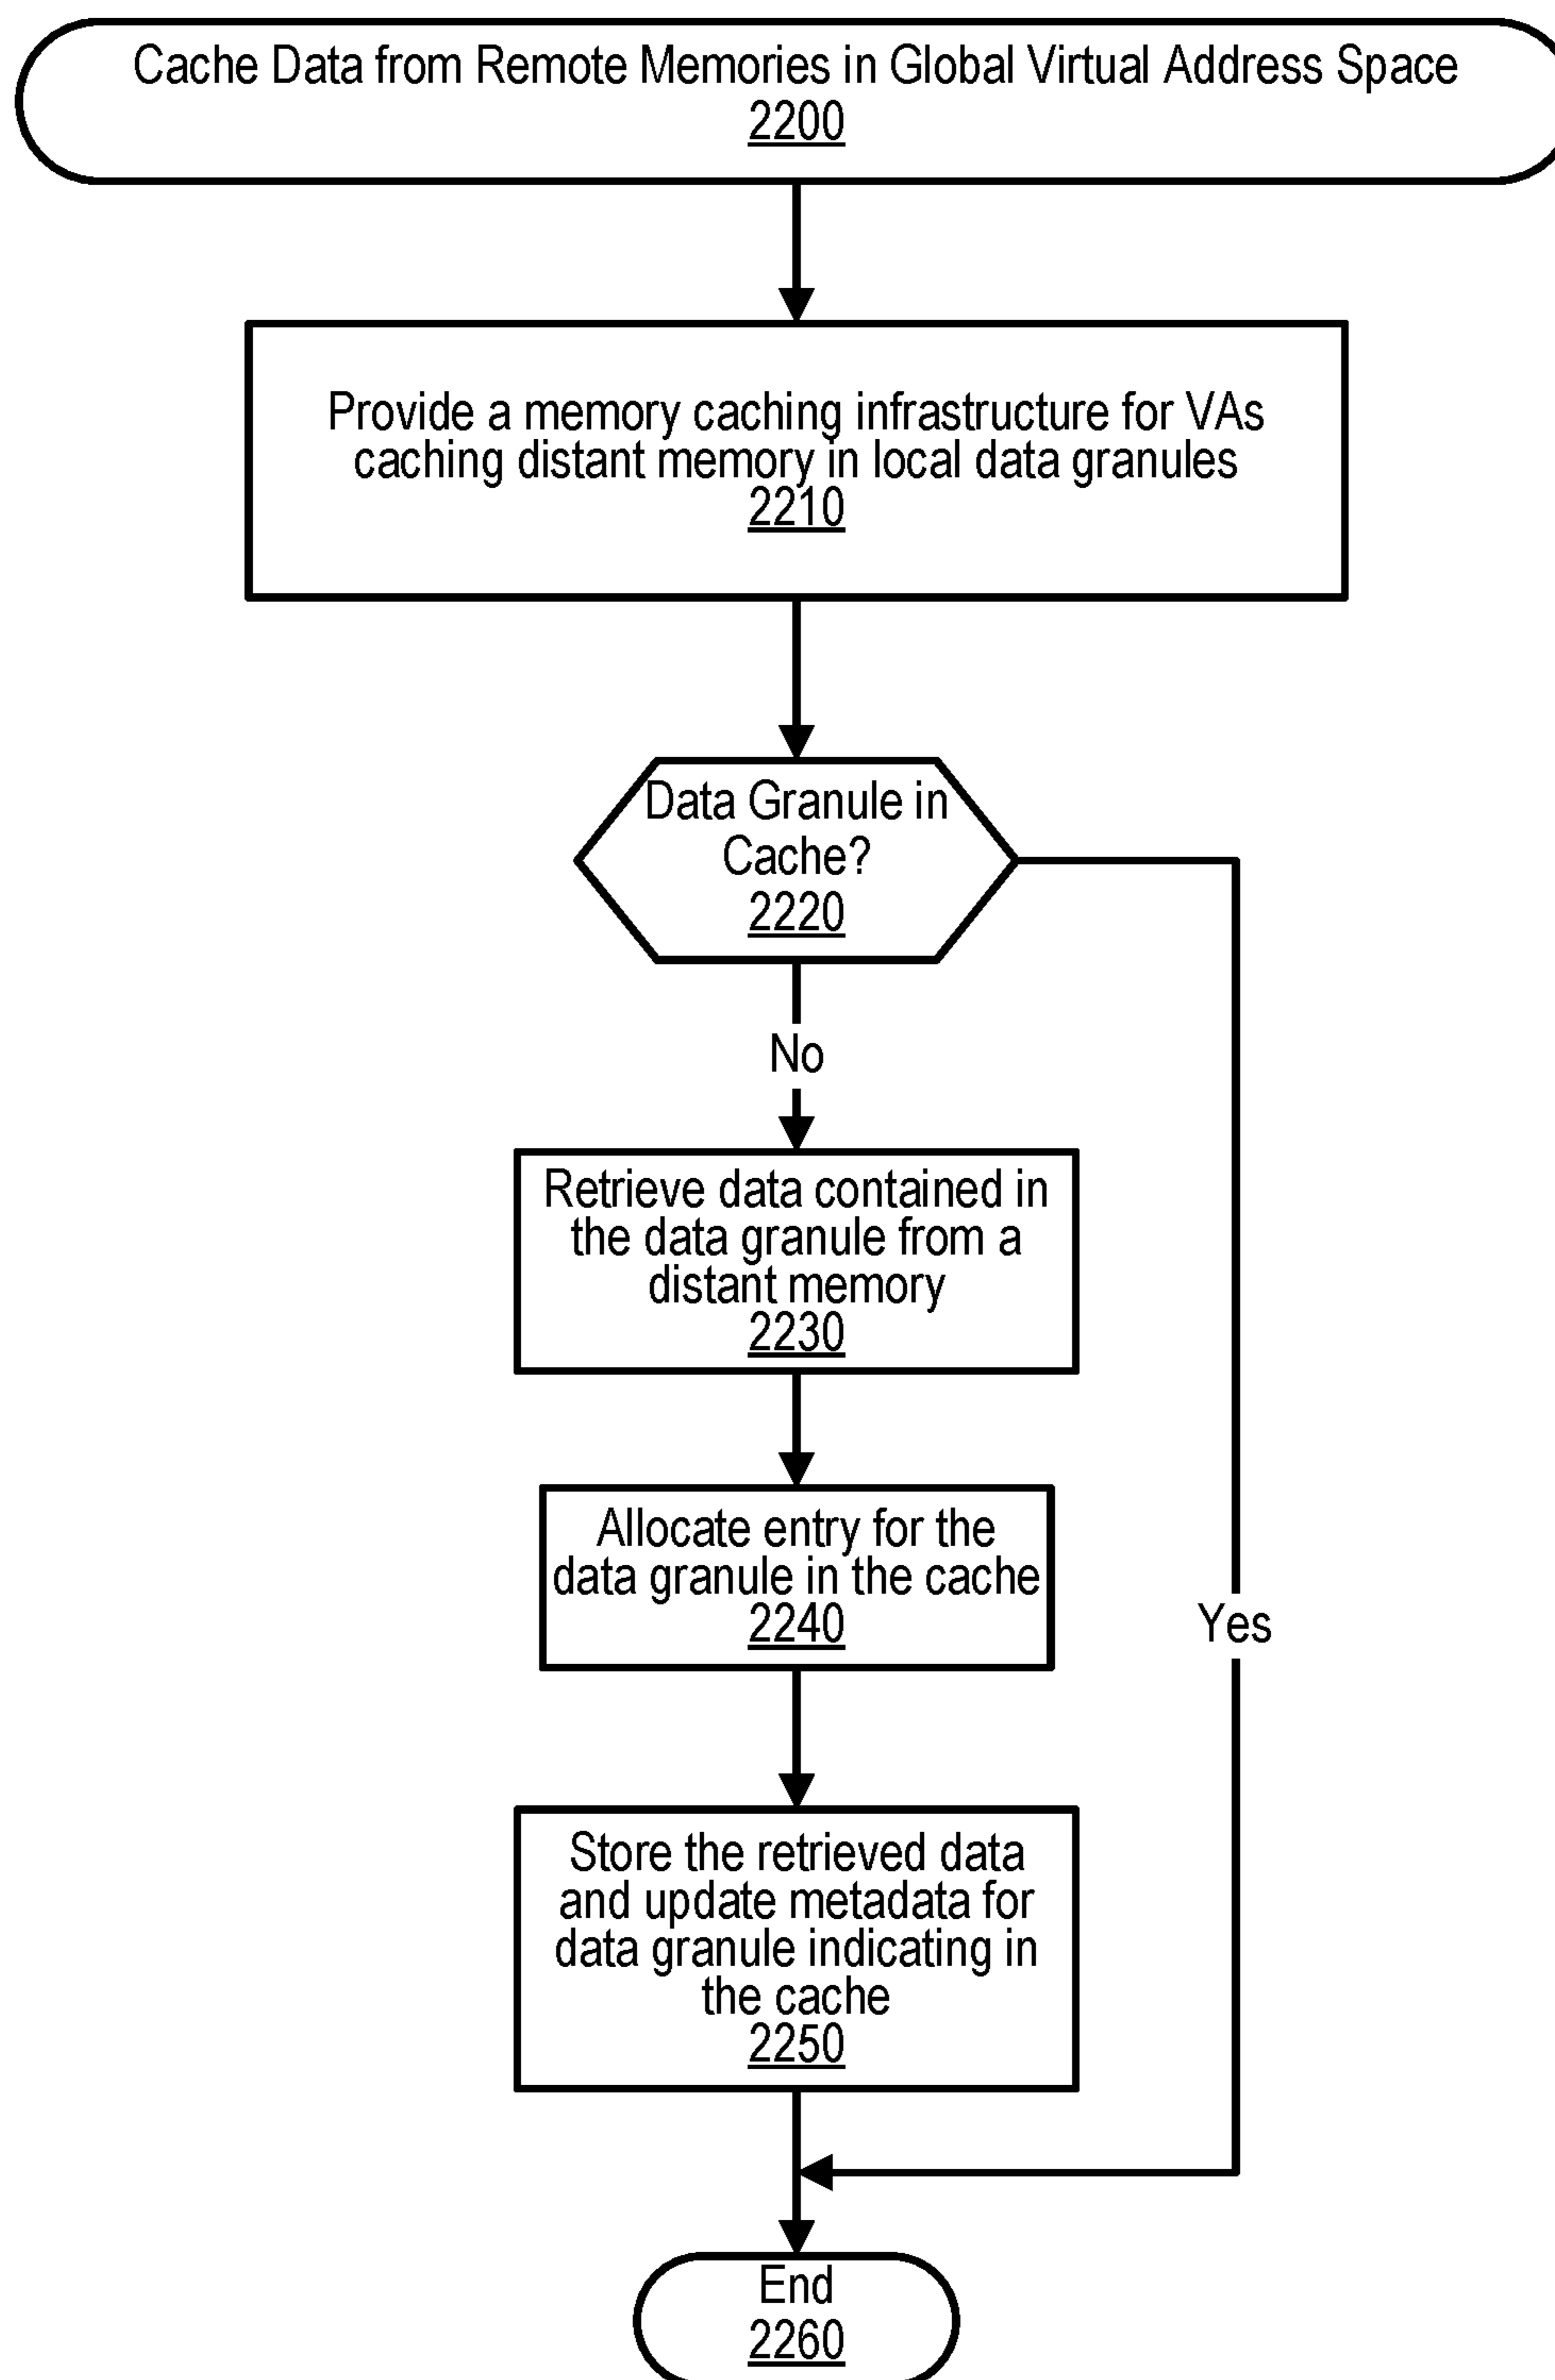 Cache Data from Remote Memories in Global Virtual Address Space
2200
Provide a memory caching infrastructure for VAs
caching distant memory in local data granules
2210
Data Granule in
Cache?
2220
No
Retrieve data contained in
the data granule from a
distant memory
2230
Allocate entry for the
data granule in the cache
2240
Yes
Store the retrieved data
and update metadata for
data granule indicating in
the cache
2250
End
2260